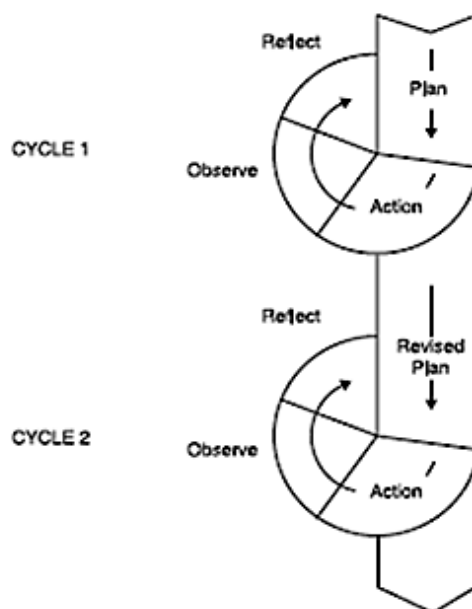 Reflect
Plan
CYCLE 1
Observe
Action
Reflect
Revised
Plan
CYCLE 2
Observe
Action